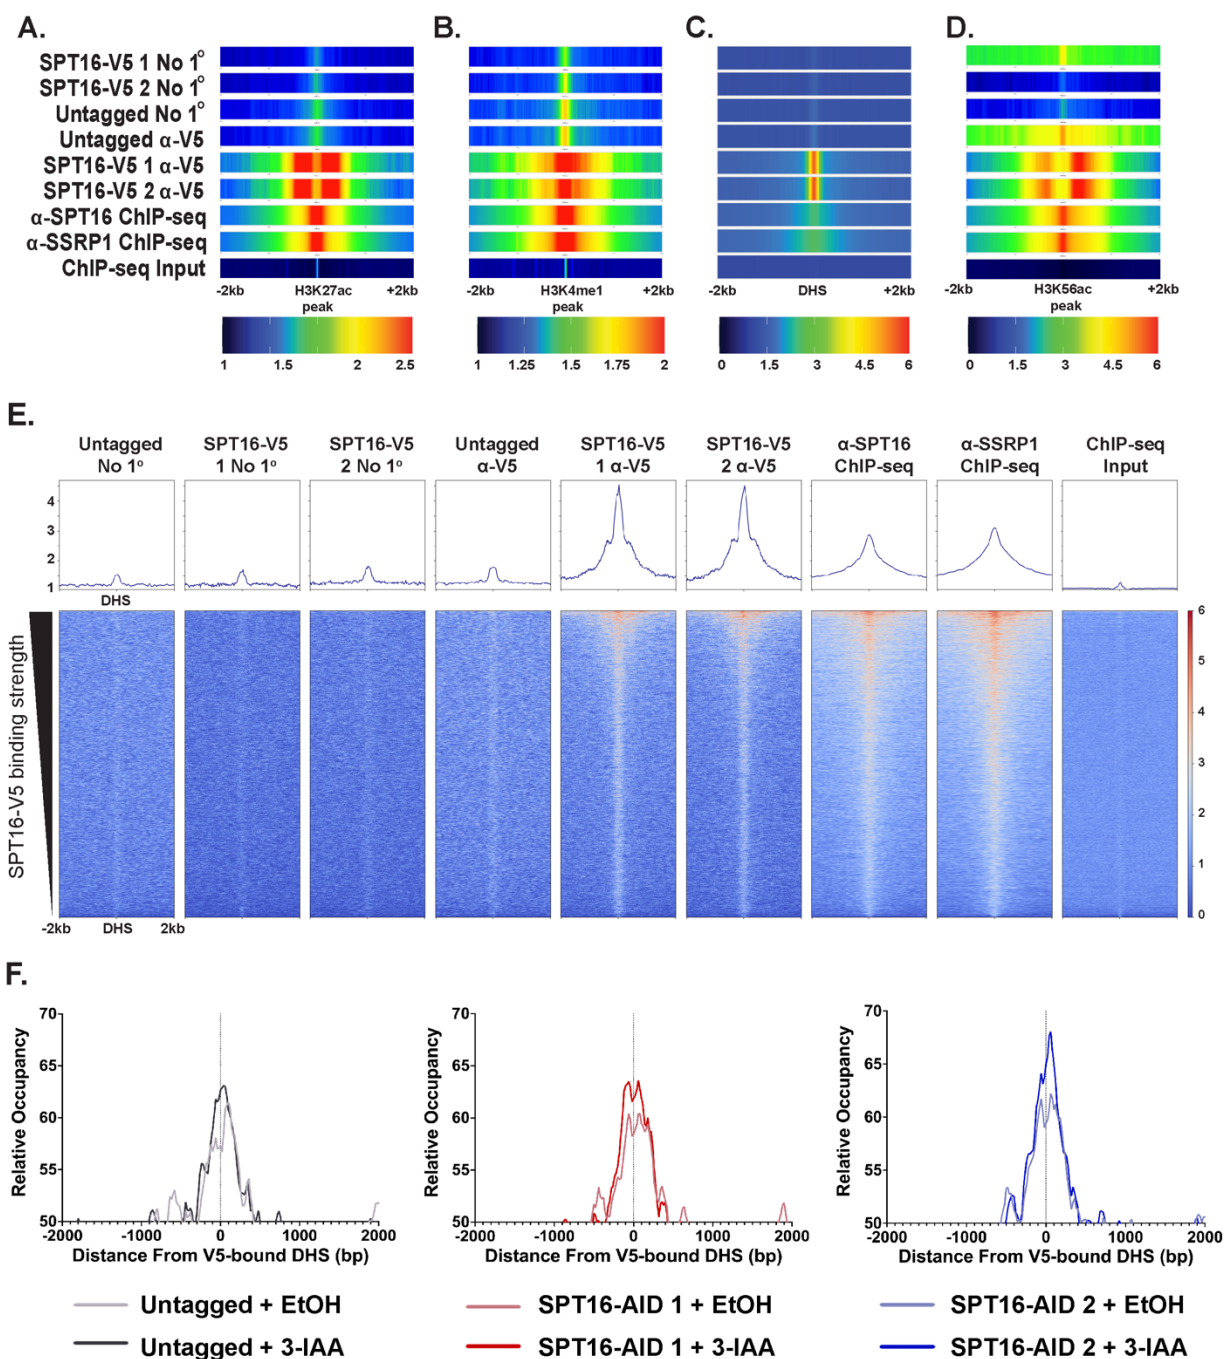 A.
B.
C.
D.
SPT16-V5 1 No 1°
SPT16-V5 2 No 1°
Untagged No 1°
Untagged α-V5
SPT16-V5 1 α-V5
SPT16-V5 2 α-V5
α-SPT16 ChIP-seq
α-SSRP1 ChIP-seq
ChIP-seq Input
-2kb H3K27ac peak +2kb
-2kb H3K4me1 peak +2kb
-2kb DHS +2kb
-2kb H3K56ac peak +2kb
1 1.5 2 2.5
1 1.25 1.5 1.75 2
0 1.5 3 4.5 6
0 1.5 3 4.5 6
E.
Untagged No 1°
SPT16-V5 1 No 1°
SPT16-V5 2 No 1°
Untagged α-V5
SPT16-V5 1 α-V5
SPT16-V5 2 α-V5
α-SPT16 ChIP-seq
α-SSRP1 ChIP-seq
ChIP-seq Input
4
3
2
1
DHS
SPT16-V5 binding strength
-2kb DHS 2kb
6
5
4
3
2
1
0
F.
Relative Occupancy
70
65
60
55
50
-2000 -1000 0 1000 2000
Distance From V5-bound DHS (bp)
Untagged + EtOH
Untagged + 3-IAA
Relative Occupancy
70
65
60
55
50
-2000 -1000 0 1000 2000
Distance From V5-bound DHS (bp)
SPT16-AID 1 + EtOH
SPT16-AID 1 + 3-IAA
Relative Occupancy
70
65
60
55
50
-2000 -1000 0 1000 2000
Distance From V5-bound DHS (bp)
SPT16-AID 2 + EtOH
SPT16-AID 2 + 3-IAA